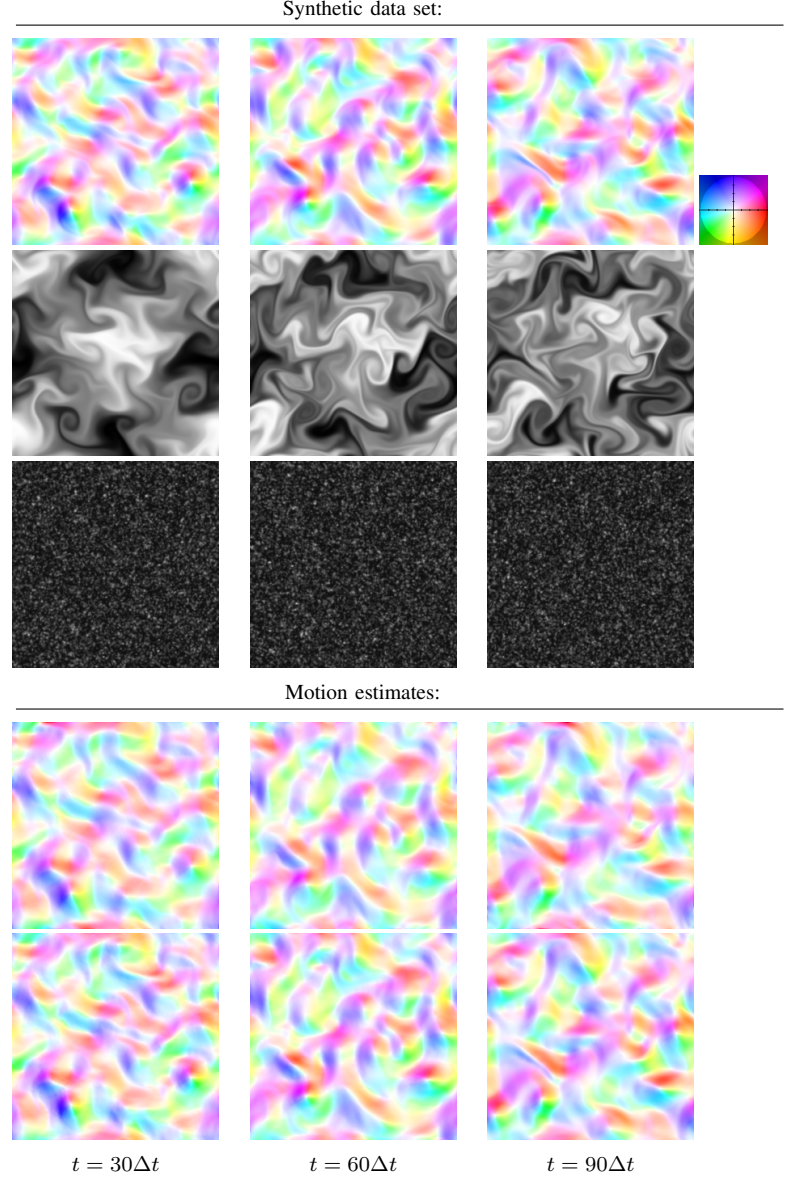 Synthetic data set:
Motion estimates:
t = 30Δt
t = 60Δt
t = 90Δt